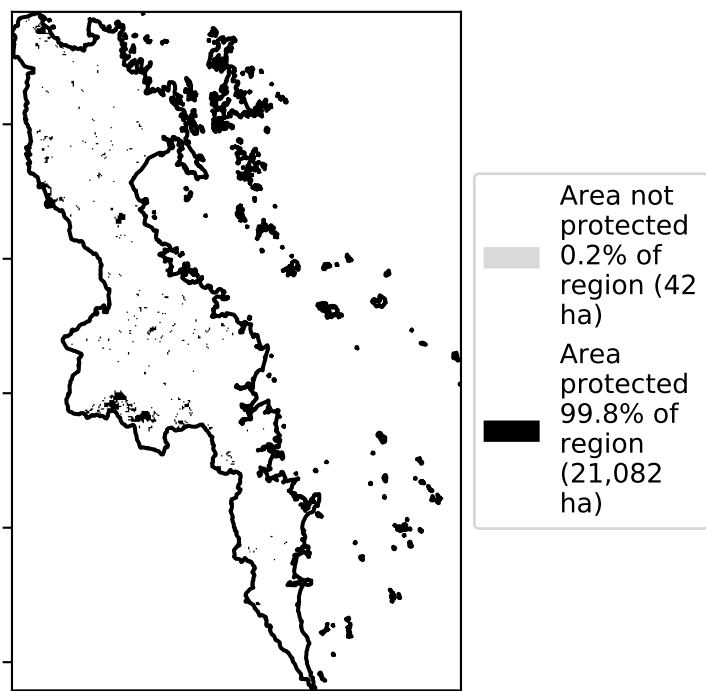 Area not
protected
0.2% of
region (42
ha)
Area
protected
99.8% of
region
(21,082
ha)